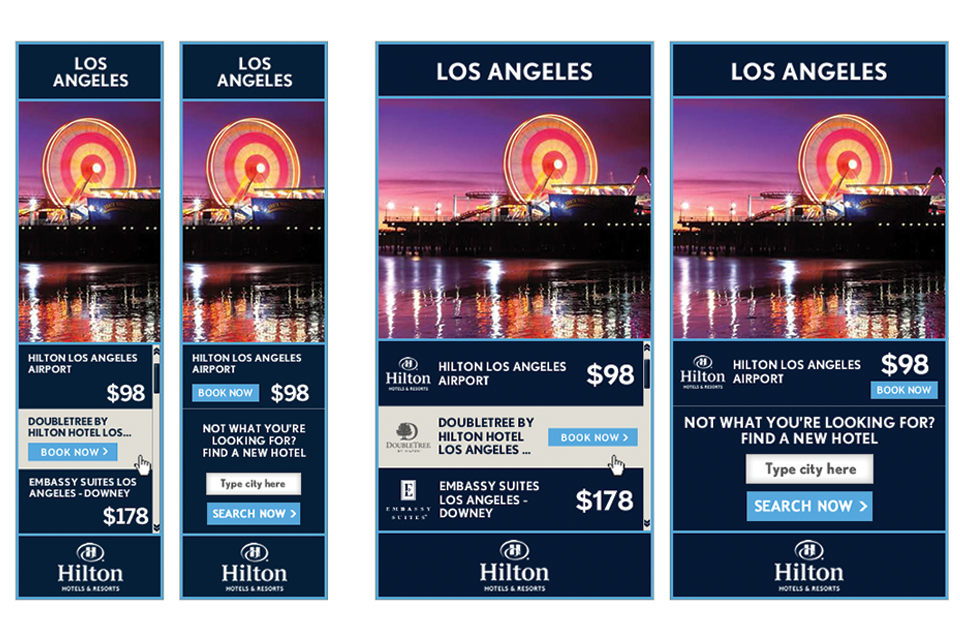 LOS
ANGELES
HILTON LOS ANGELES
AIRPORT
$98
DOUBLETREE BY
HILTON HOTEL LOS...
BOOK NOW >
EMBASSY SUITES LOS
ANGELES - DOWNEY
$178
Hilton
HOTELS & RESORTS
LOS
ANGELES
HILTON LOS ANGELES
AIRPORT
BOOK NOW $98
NOT WHAT YOU'RE
LOOKING FOR?
FIND A NEW HOTEL
Type city here
SEARCH NOW >
Hilton
HOTELS & RESORTS
LOS ANGELES
Hilton
HOTELS & RESORTS
HILTON LOS ANGELES
AIRPORT
$98
DOUBLETREE
BY HILTON
DOUBLETREE BY
HILTON HOTEL
LOS ANGELES ...
BOOK NOW >
E
EMBASSY
SUITES
EMBASSY SUITES
LOS ANGELES -
DOWNEY
$178
Hilton
HOTELS & RESORTS
LOS ANGELES
Hilton
HOTELS & RESORTS
HILTON LOS ANGELES
AIRPORT
$98
BOOK NOW
NOT WHAT YOU'RE LOOKING FOR?
FIND A NEW HOTEL
Type city here
SEARCH NOW >
Hilton
HOTELS & RESORTS